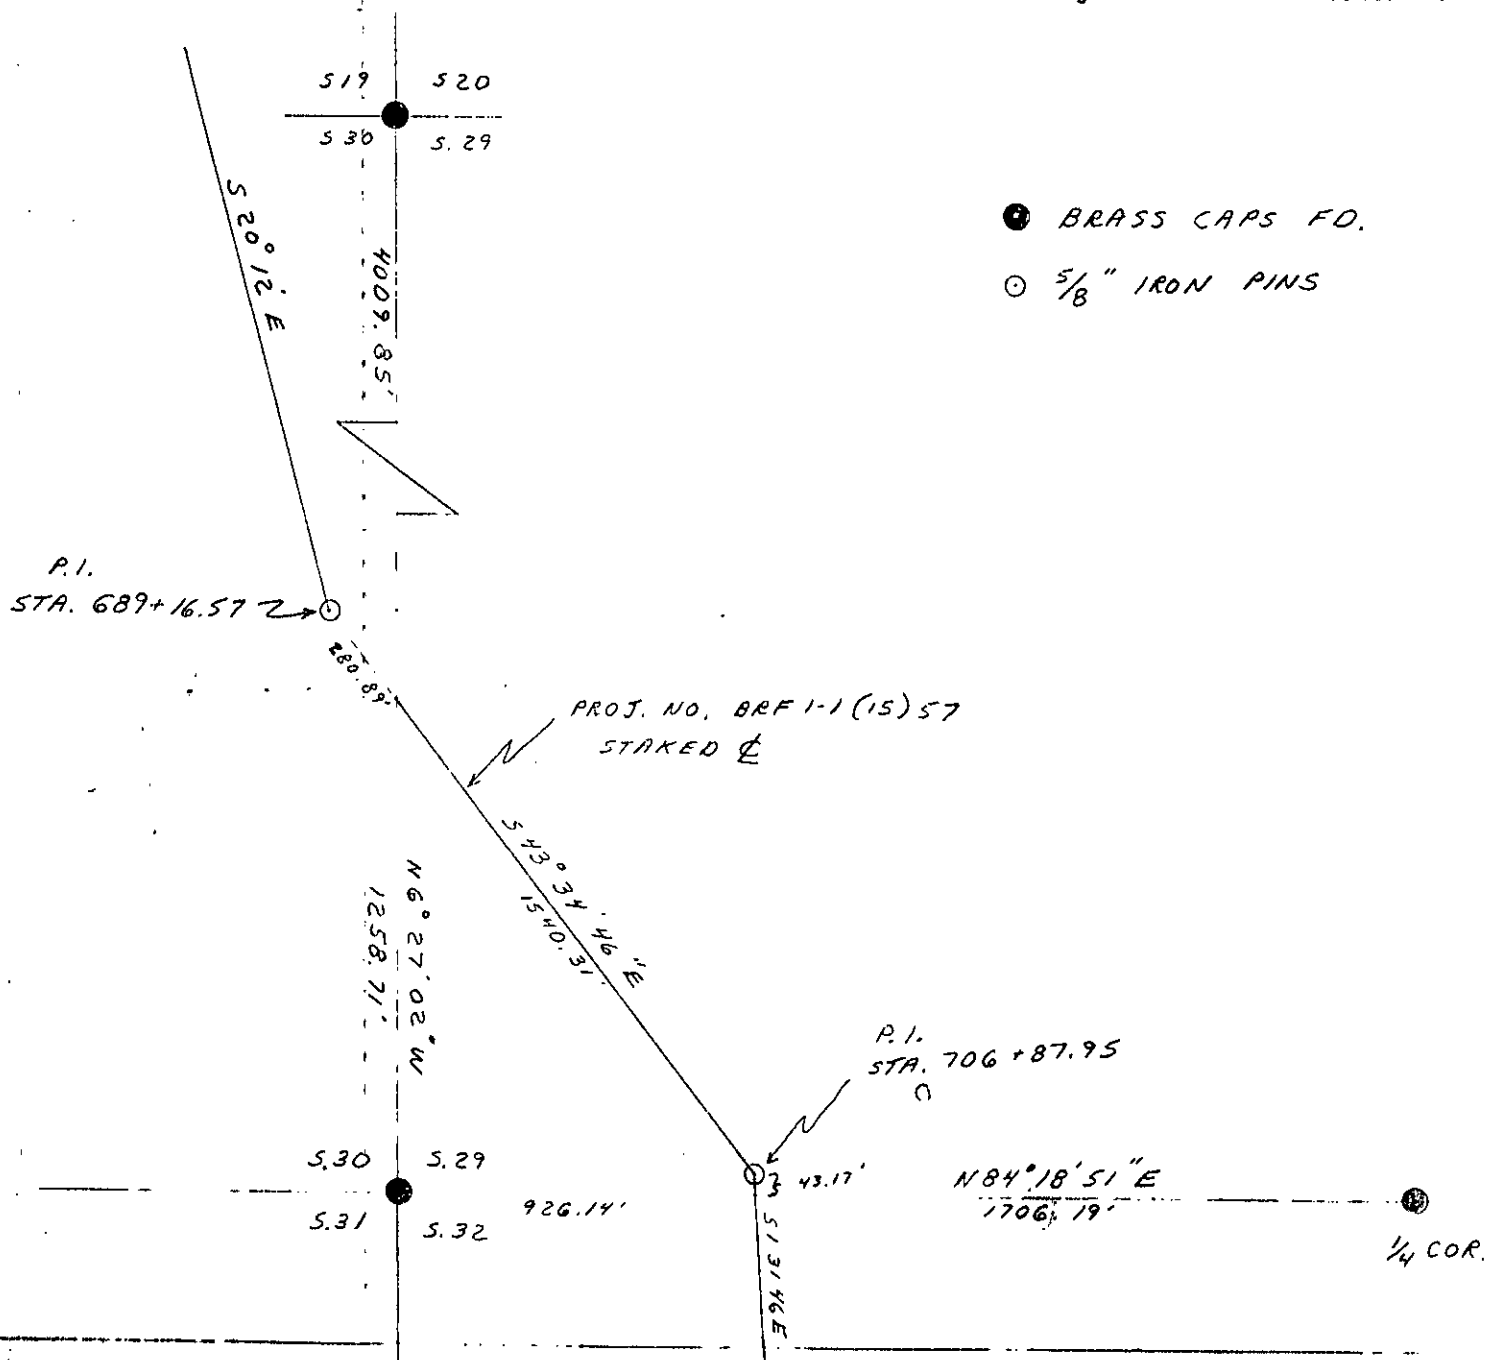 S19 S20
S30 S.29
BRASS CAPS FD.
5/8" IRON PINS
S 20° 12' E
4009.85'
P.I.
STA. 689+16.57
280.89
PROJ. NO. BRF 1-1(15)57
STAKED ℄
S 43° 34' 46" E
1540.31'
N 6° 27' 02" W
1258.71'
P.I.
STA. 706+87.95
S.30 S.29
S.31 S.32
926.14'
43.17'
N 84° 18' 51" E
1706.19'
1/4 COR.
S 1 31 46 E